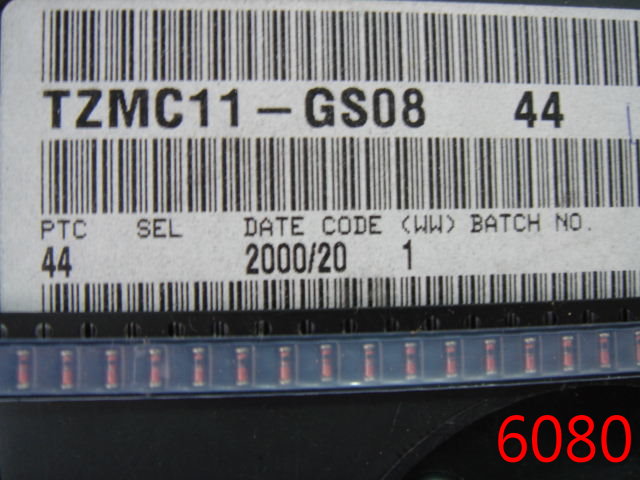 TZMC11-GS08 44
PTC SEL DATE CODE (WW) BATCH NO.
44 2000/20 1
6080